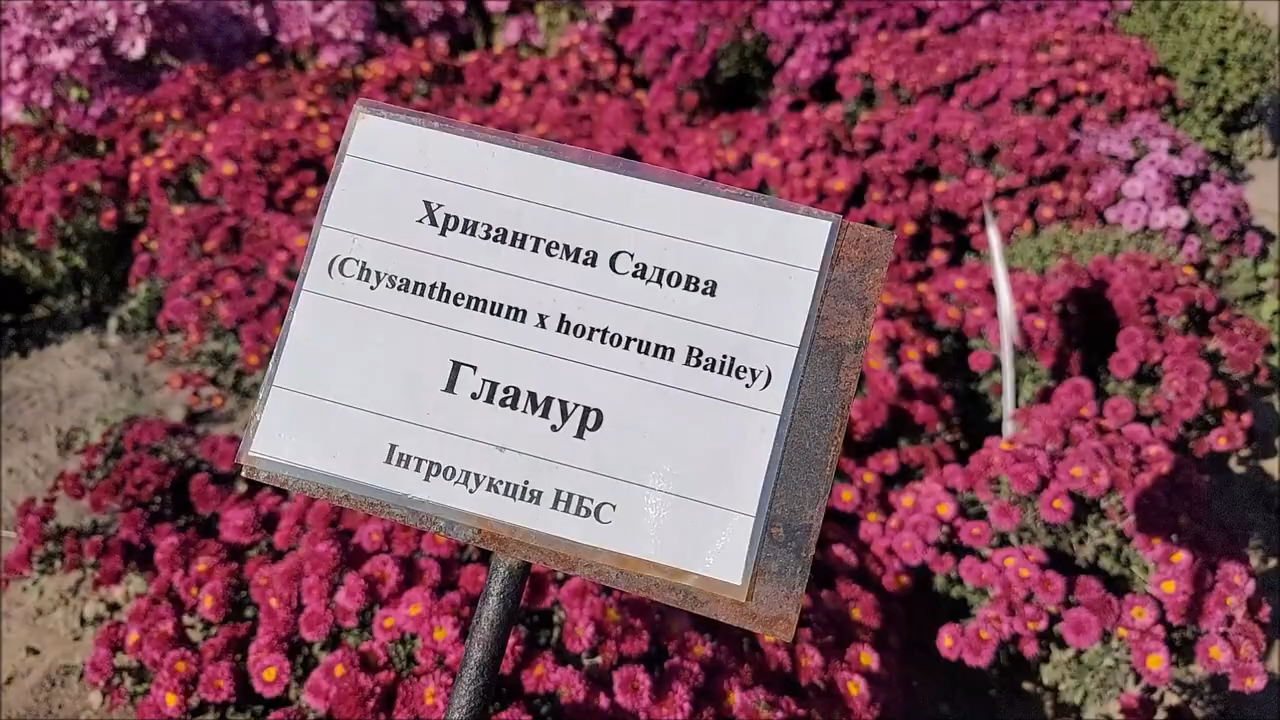 Хризантема Садова
(Chysanthemum x hortorum Bailey)
Гламур
Інтродукція НБС